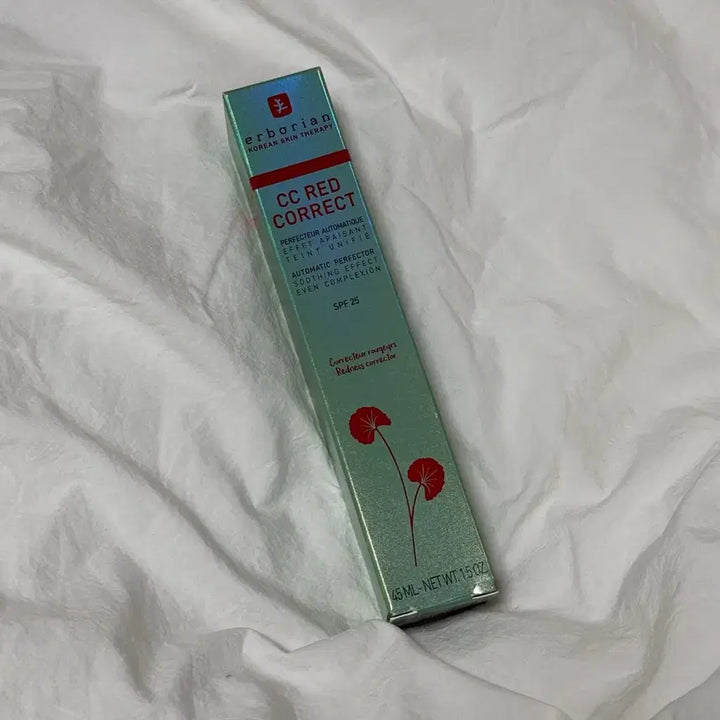 erborian
KOREAN SKIN THERAPY
CC RED
CORRECT
PERFECTEUR AUTOMATIQUE
EFFET APAISANT
TEINT UNIFIÉ
AUTOMATIC PERFECTOR
SOOTHING EFFECT
EVEN COMPLEXION
SPF 25
Correcteur rougeurs
Redness corrector
45 ML - NET WT. 1.5 OZ.